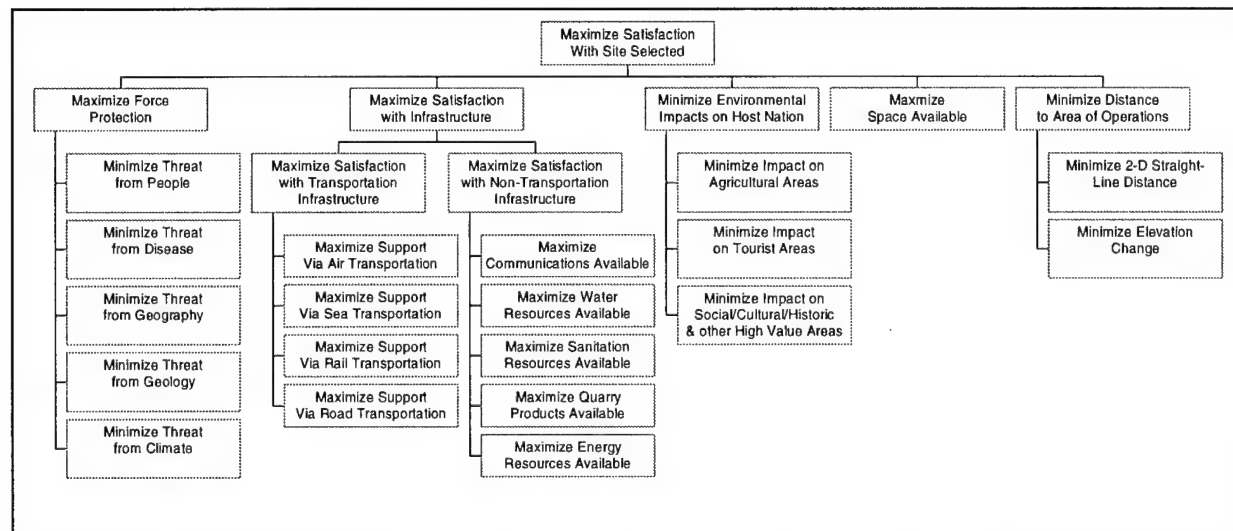 Maximize Satisfaction
With Site Selected
Maximize Force
Protection
Maximize Satisfaction
with Infrastructure
Minimize Environmental
Impacts on Host Nation
Maxmize
Space Available
Minimize Distance
to Area of Operations
Minimize Threat
from People
Minimize Threat
from Disease
Minimize Threat
from Geography
Minimize Threat
from Geology
Minimize Threat
from Climate
Maximize Satisfaction
with Transportation
Infrastructure
Maximize Support
Via Air Transportation
Maximize Support
Via Sea Transportation
Maximize Support
Via Rail Transportation
Maximize Support
Via Road Transportation
Maximize Satisfaction
with Non-Transportation
Infrastructure
Maximize
Communications Available
Maximize Water
Resources Available
Maximize Sanitation
Resources Available
Maximize Quarry
Products Available
Maximize Energy
Resources Available
Minimize Impact on
Agricultural Areas
Minimize Impact
on Tourist Areas
Minimize Impact on
Social/Cultural/Historic
& other High Value Areas
Minimize 2-D Straight-
Line Distance
Minimize Elevation
Change